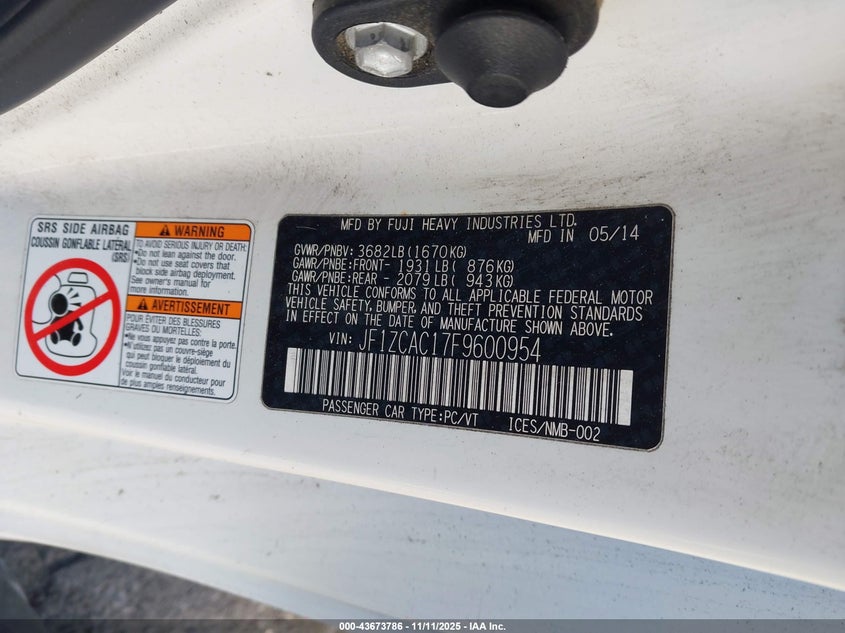 SRS SIDE AIRBAG
COUSSIN GONFLABLE LATÉRAL
(SRS)
WARNING
TO AVOID SERIOUS INJURY OR DEATH:
•Do not lean against the door.
•Do not use seat covers that
block side airbag deployment.
See owner's manual for
more information.
AVERTISSEMENT
POUR ÉVITER DES BLESSURES
GRAVES OU MORTELLES:
•Ne vous appuyez pas contre la porte.
•N'utilisez pas un couvre-siège
qui peut bloquer le déploiement du
coussin gonflable latéral.
Voir le manuel du conducteur pour
de plus amples renseignements.
MFD BY FUJI HEAVY INDUSTRIES LTD.
MFD IN 05/14
GVWR/PNBV: 3682LB(1670KG)
GAWR/PNBE:FRONT- 1931LB( 876KG)
GAWR/PNBE:REAR - 2079LB( 943KG)
THIS VEHICLE CONFORMS TO ALL APPLICABLE FEDERAL MOTOR
VEHICLE SAFETY, BUMPER, AND THEFT PREVENTION STANDARDS
IN EFFECT ON THE DATE OF MANUFACTURE SHOWN ABOVE.
VIN: JF1ZCAC17F9600954
PASSENGER CAR TYPE:PC/VT ICES/NMB-002
000-43673786 - 11/11/2025 - IAA Inc.